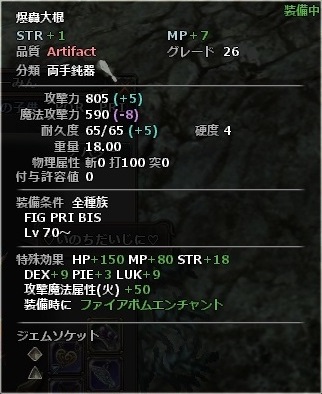 爆轟大根 装備中
STR+1 MP+7
品質 Artifact グレード 26
分類 両手鈍器
攻撃力 805 (+5)
魔法攻撃力 590 (-8)
耐久度 65/65 (+5) 硬度 4
重量 18.00
物理属性 斬0 打100 突0
付与許容値 0
装備条件 全種族
FIG PRI BIS
Lv 70〜
特殊効果 HP+150 MP+80 STR+18
DEX+9 PIE+3 LUK+9
攻撃魔法属性(火) +50
装備時に ファイアボムエンチャント
ジェムソケット